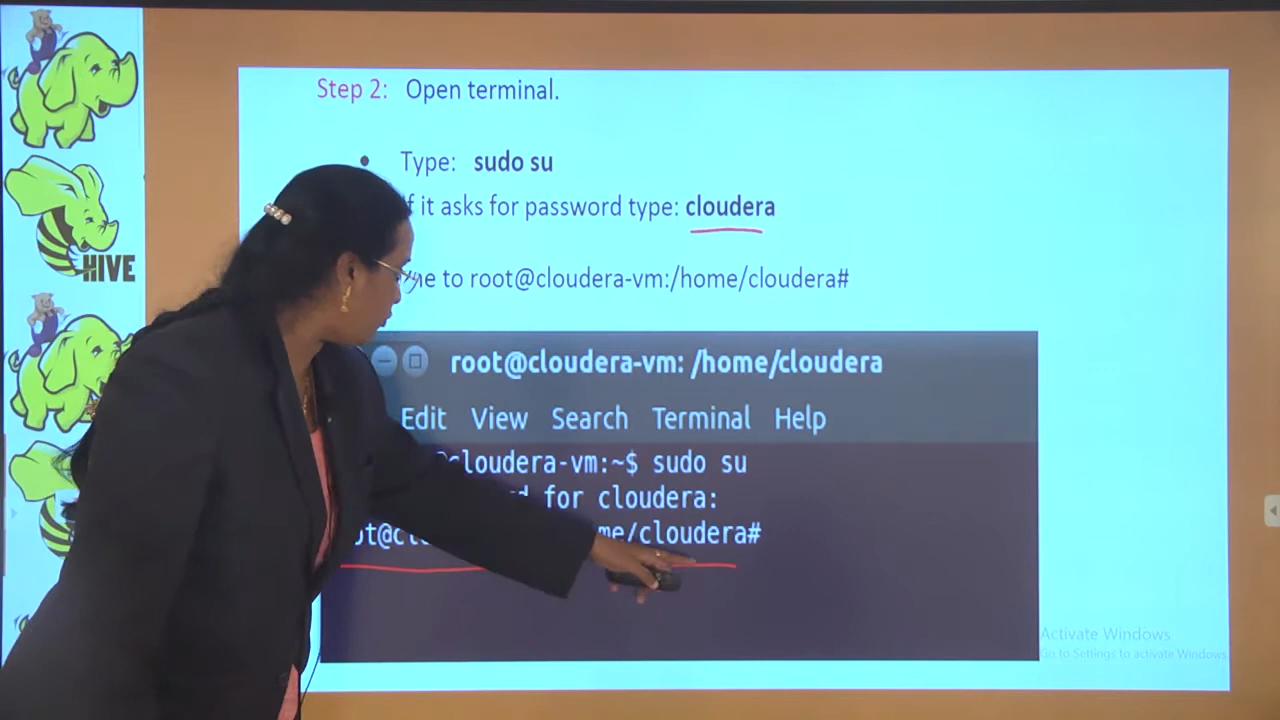 Step 2: Open terminal.
• Type: sudo su
it asks for password type: cloudera
to root@cloudera-vm:/home/cloudera#
HIVE
root@cloudera-vm: /home/cloudera
Edit View Search Terminal Help
cloudera-vm:~$ sudo su
for cloudera:
/cloudera#
Activate Windows
Go to Settings to activate Windows.